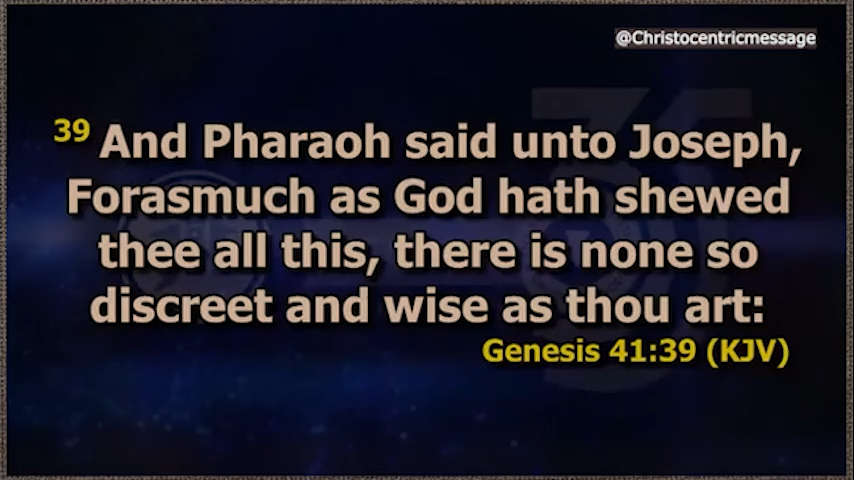 @Christocentricmessage
39 And Pharaoh said unto Joseph,
Forasmuch as God hath shewed
thee all this, there is none so
discreet and wise as thou art:
Genesis 41:39 (KJV)